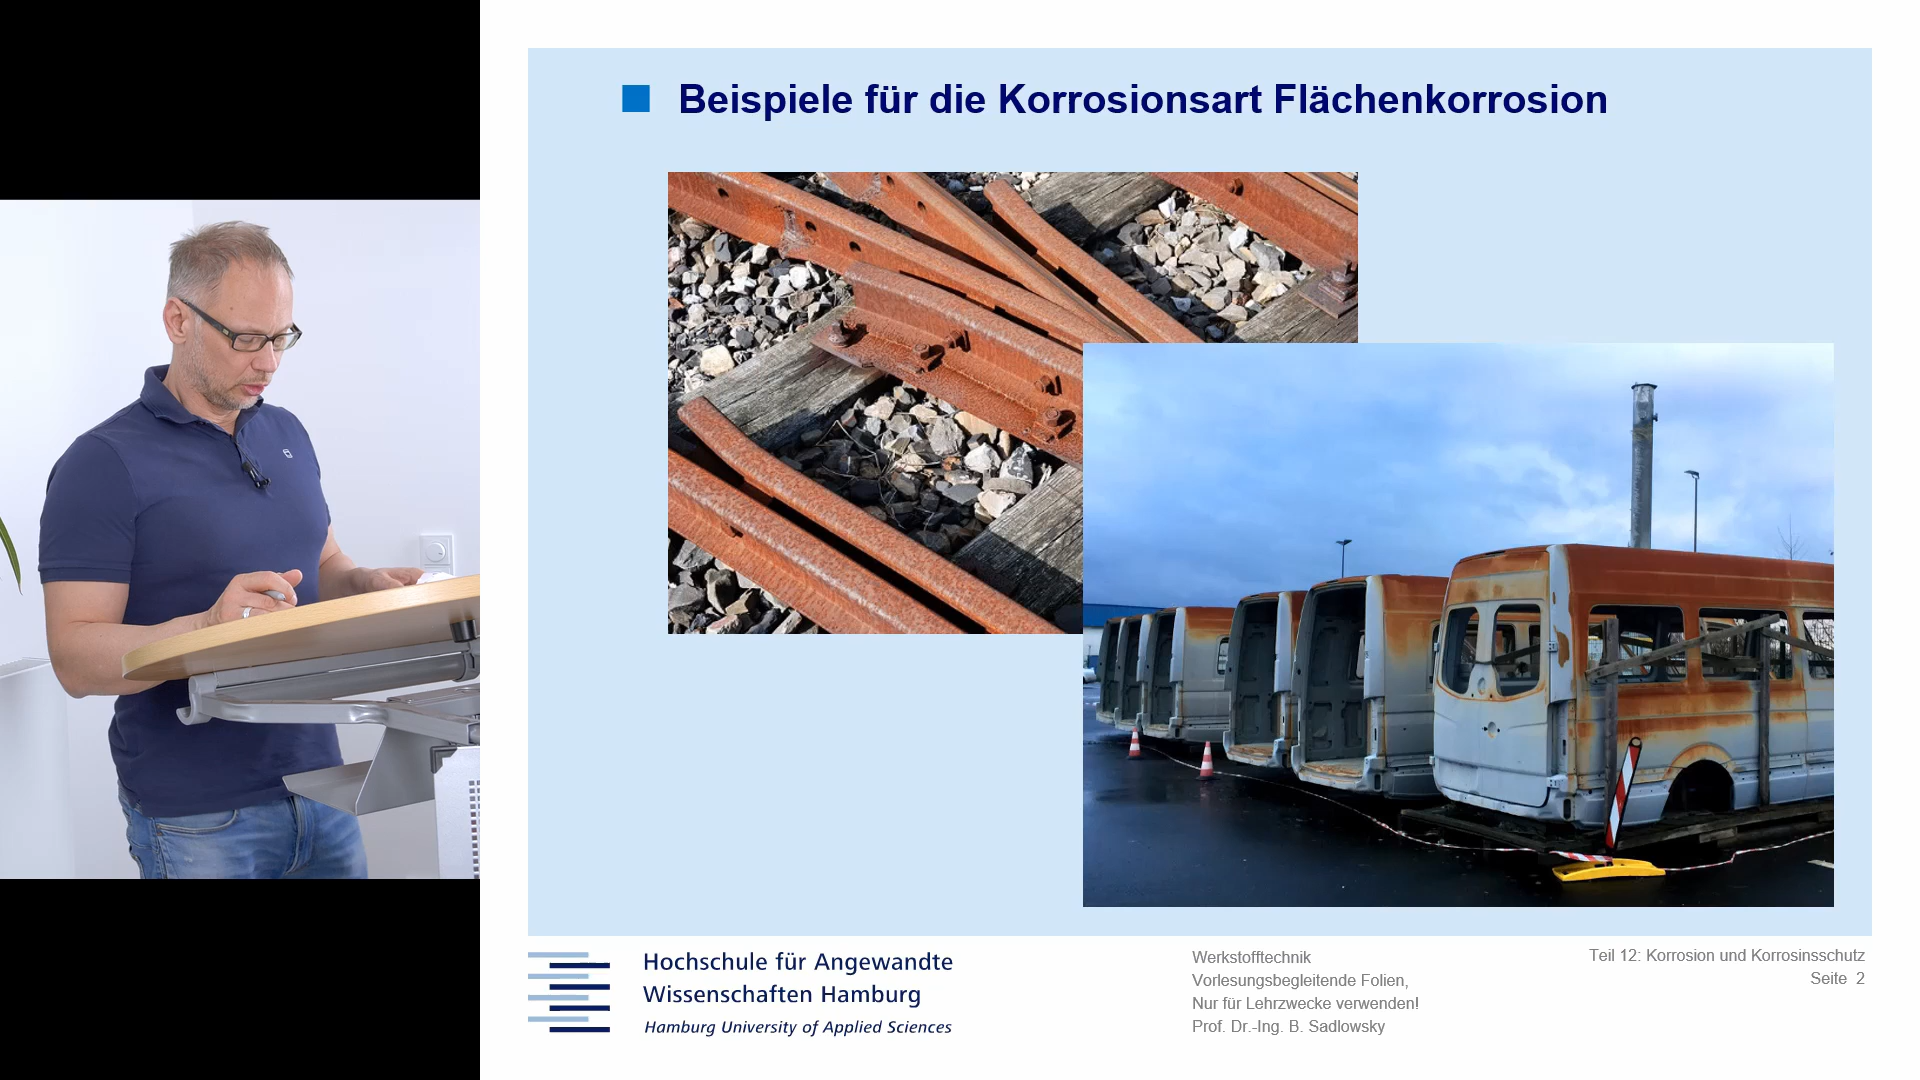 Beispiele für die Korrosionsart Flächenkorrosion
Hochschule für Angewandte
Wissenschaften Hamburg
Hamburg University of Applied Sciences
Werkstofftechnik
Vorlesungsbegleitende Folien,
Nur für Lehrzwecke verwenden!
Prof. Dr.-Ing. B. Sadlowsky
Teil 12: Korrosion und Korrosinsschutz
Seite 2